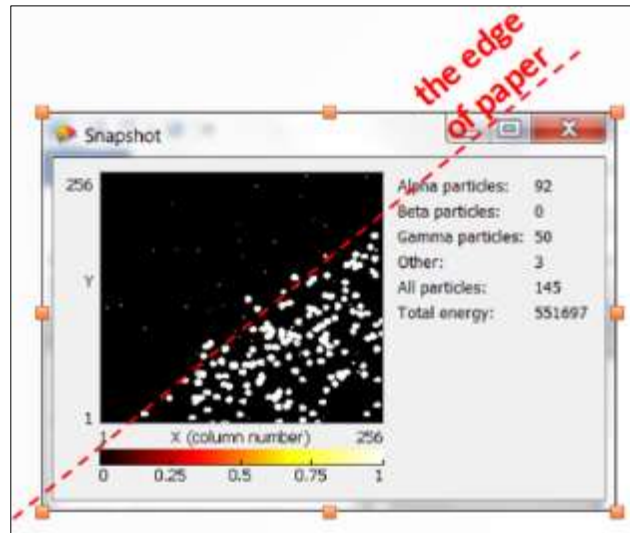 the edge
of paper
Snapshot
256
Y
1
1 X (column number) 256
0 0.25 0.5 0.75 1
Alpha particles: 92
Beta particles: 0
Gamma particles: 50
Other: 3
All particles: 145
Total energy: 551697